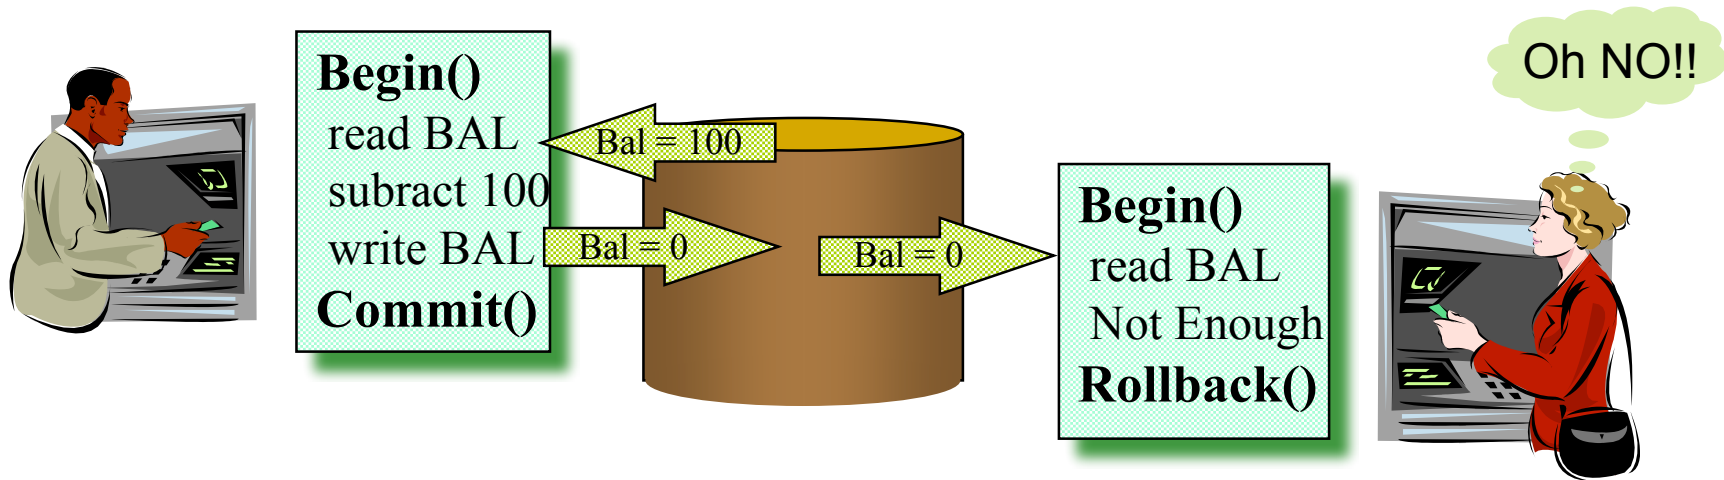 Begin()
read BAL
subract 100
write BAL
Commit()
Bal = 100
Bal = 0
Bal = 0
Begin()
read BAL
Not Enough
Rollback()
Oh NO!!